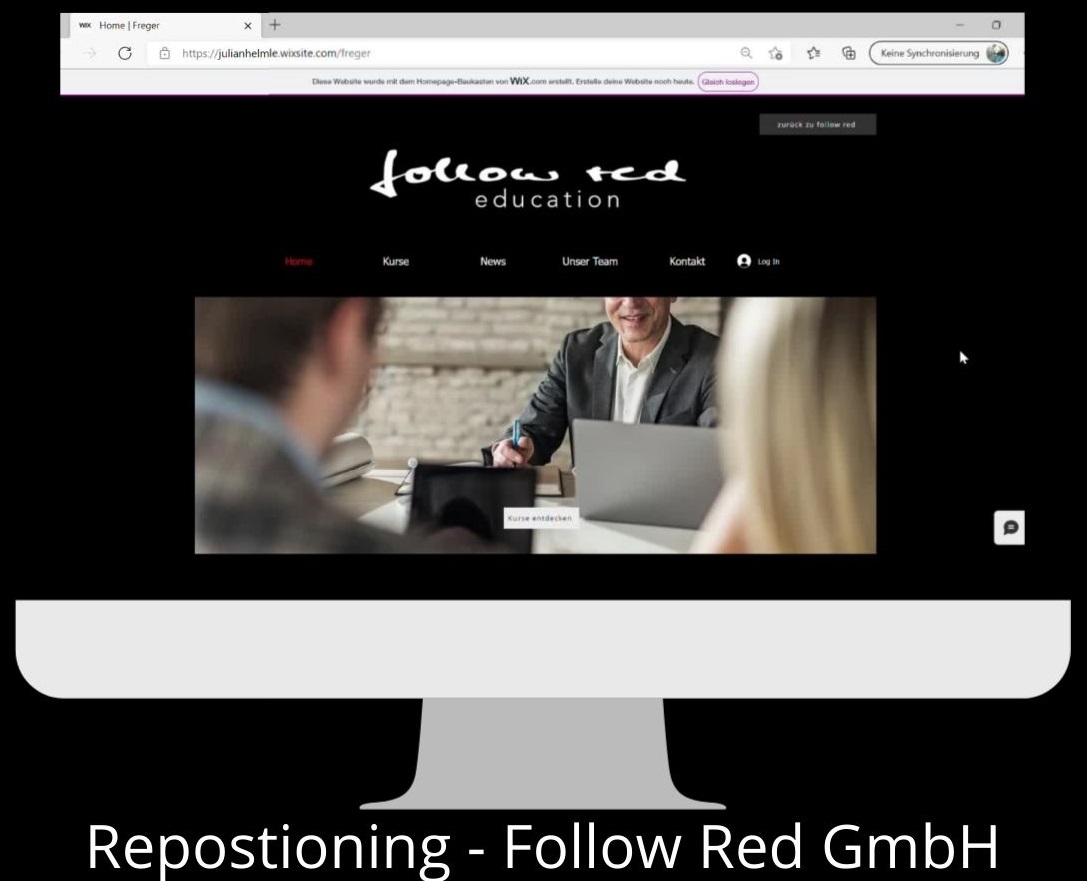 WiX Home | Freger
https://julianhelmle.wixsite.com/freger
Keine Synchronisierung
Diese Website wurde mit dem Homepage-Baukasten von WiX.com erstellt. Erstelle deine Website noch heute. Gleich loslegen
zurück zu follow red
follow red
education
Home Kurse News Unser Team Kontakt Log In
Kurse entdecken
Repostioning - Follow Red GmbH